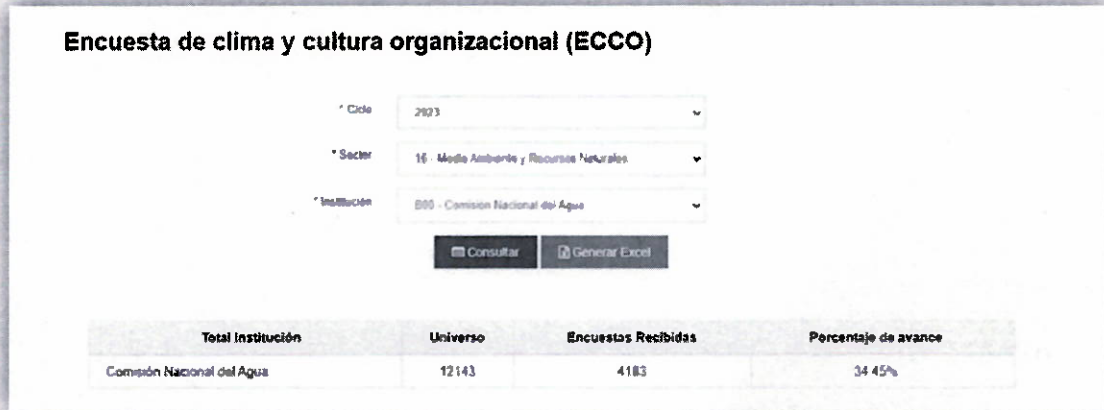 Encuesta de clima y cultura organizacional (ECCO)
* Ciclo 2023
* Sector 16 - Medio Ambiente y Recursos Naturales
* Institución B00 - Comisión Nacional del Agua
Consultar Generar Excel
Total Institución Universo Encuestas Recibidas Porcentaje de avance
Comisión Nacional del Agua 12143 4183 34.45%